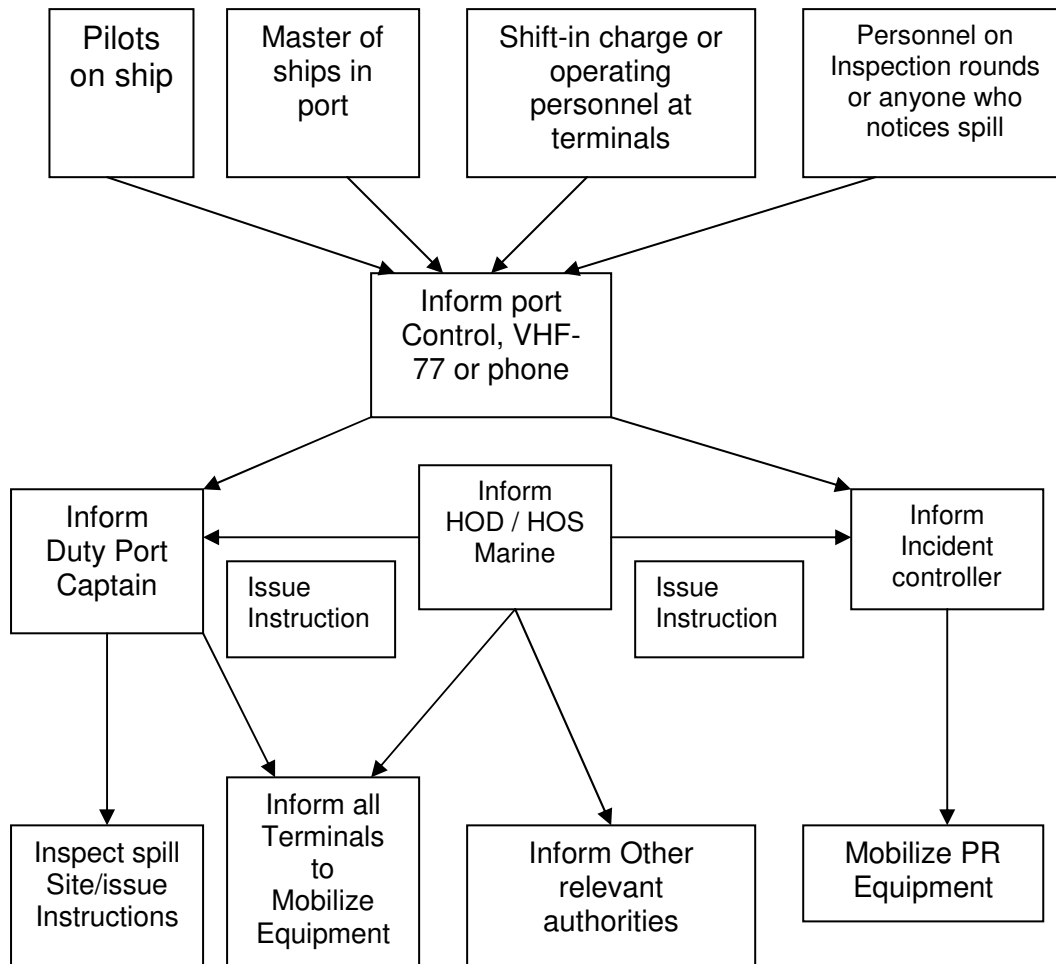 Pilots
on ship
Master of
ships in
port
Shift-in charge or
operating
personnel at
terminals
Personnel on
Inspection rounds
or anyone who
notices spill
Inform port
Control, VHF-
77 or phone
Inform
Duty Port
Captain
Inform
HOD / HOS
Marine
Inform
Incident
controller
Issue
Instruction
Issue
Instruction
Inspect spill
Site/issue
Instructions
Inform all
Terminals
to
Mobilize
Equipment
Inform Other
relevant
authorities
Mobilize PR
Equipment